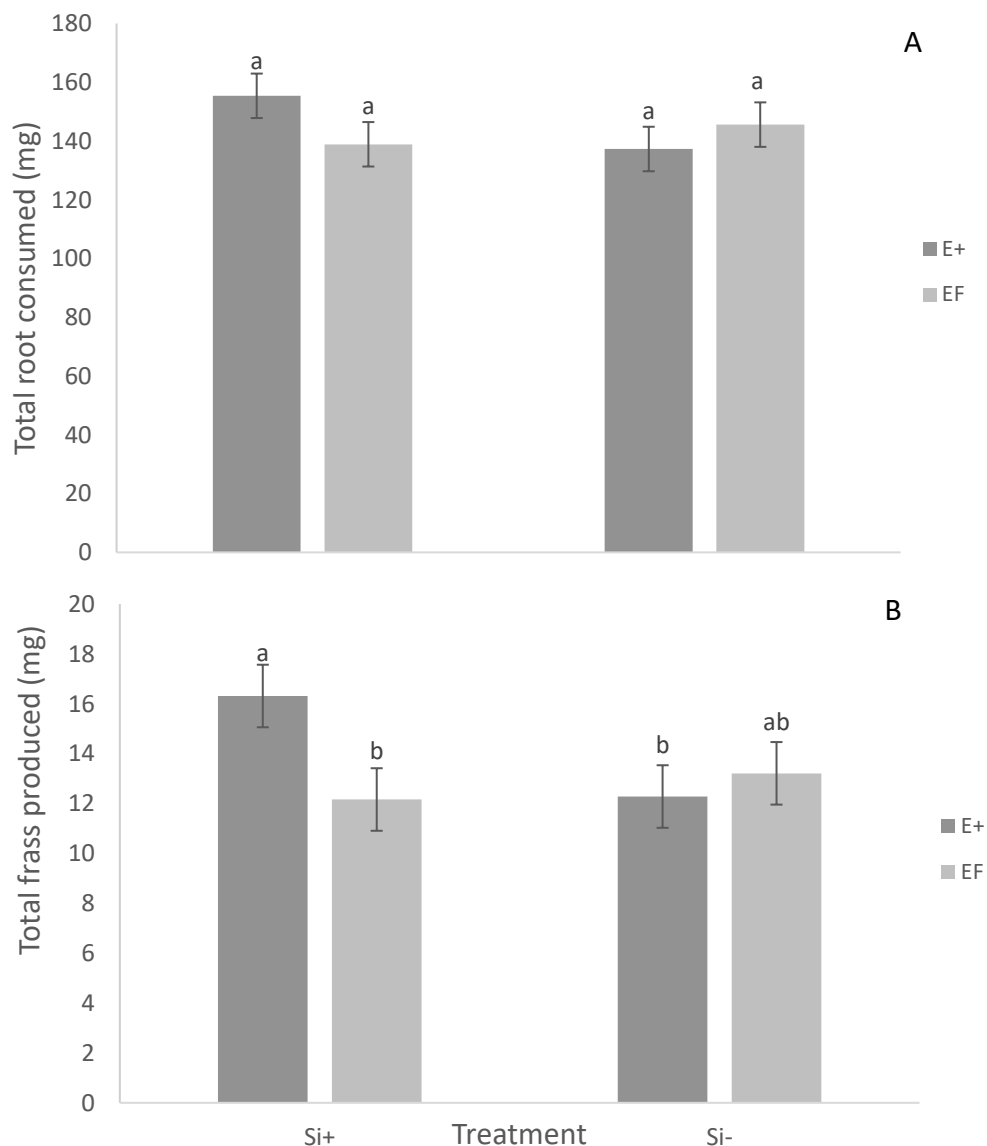 A
Total root consumed (mg)
180
160
140
120
100
80
60
40
20
0
a
a
a
a
E+
EF
B
Total frass produced (mg)
20
18
16
14
12
10
8
6
4
2
0
a
b
b
ab
E+
EF
Si+ Treatment Si-